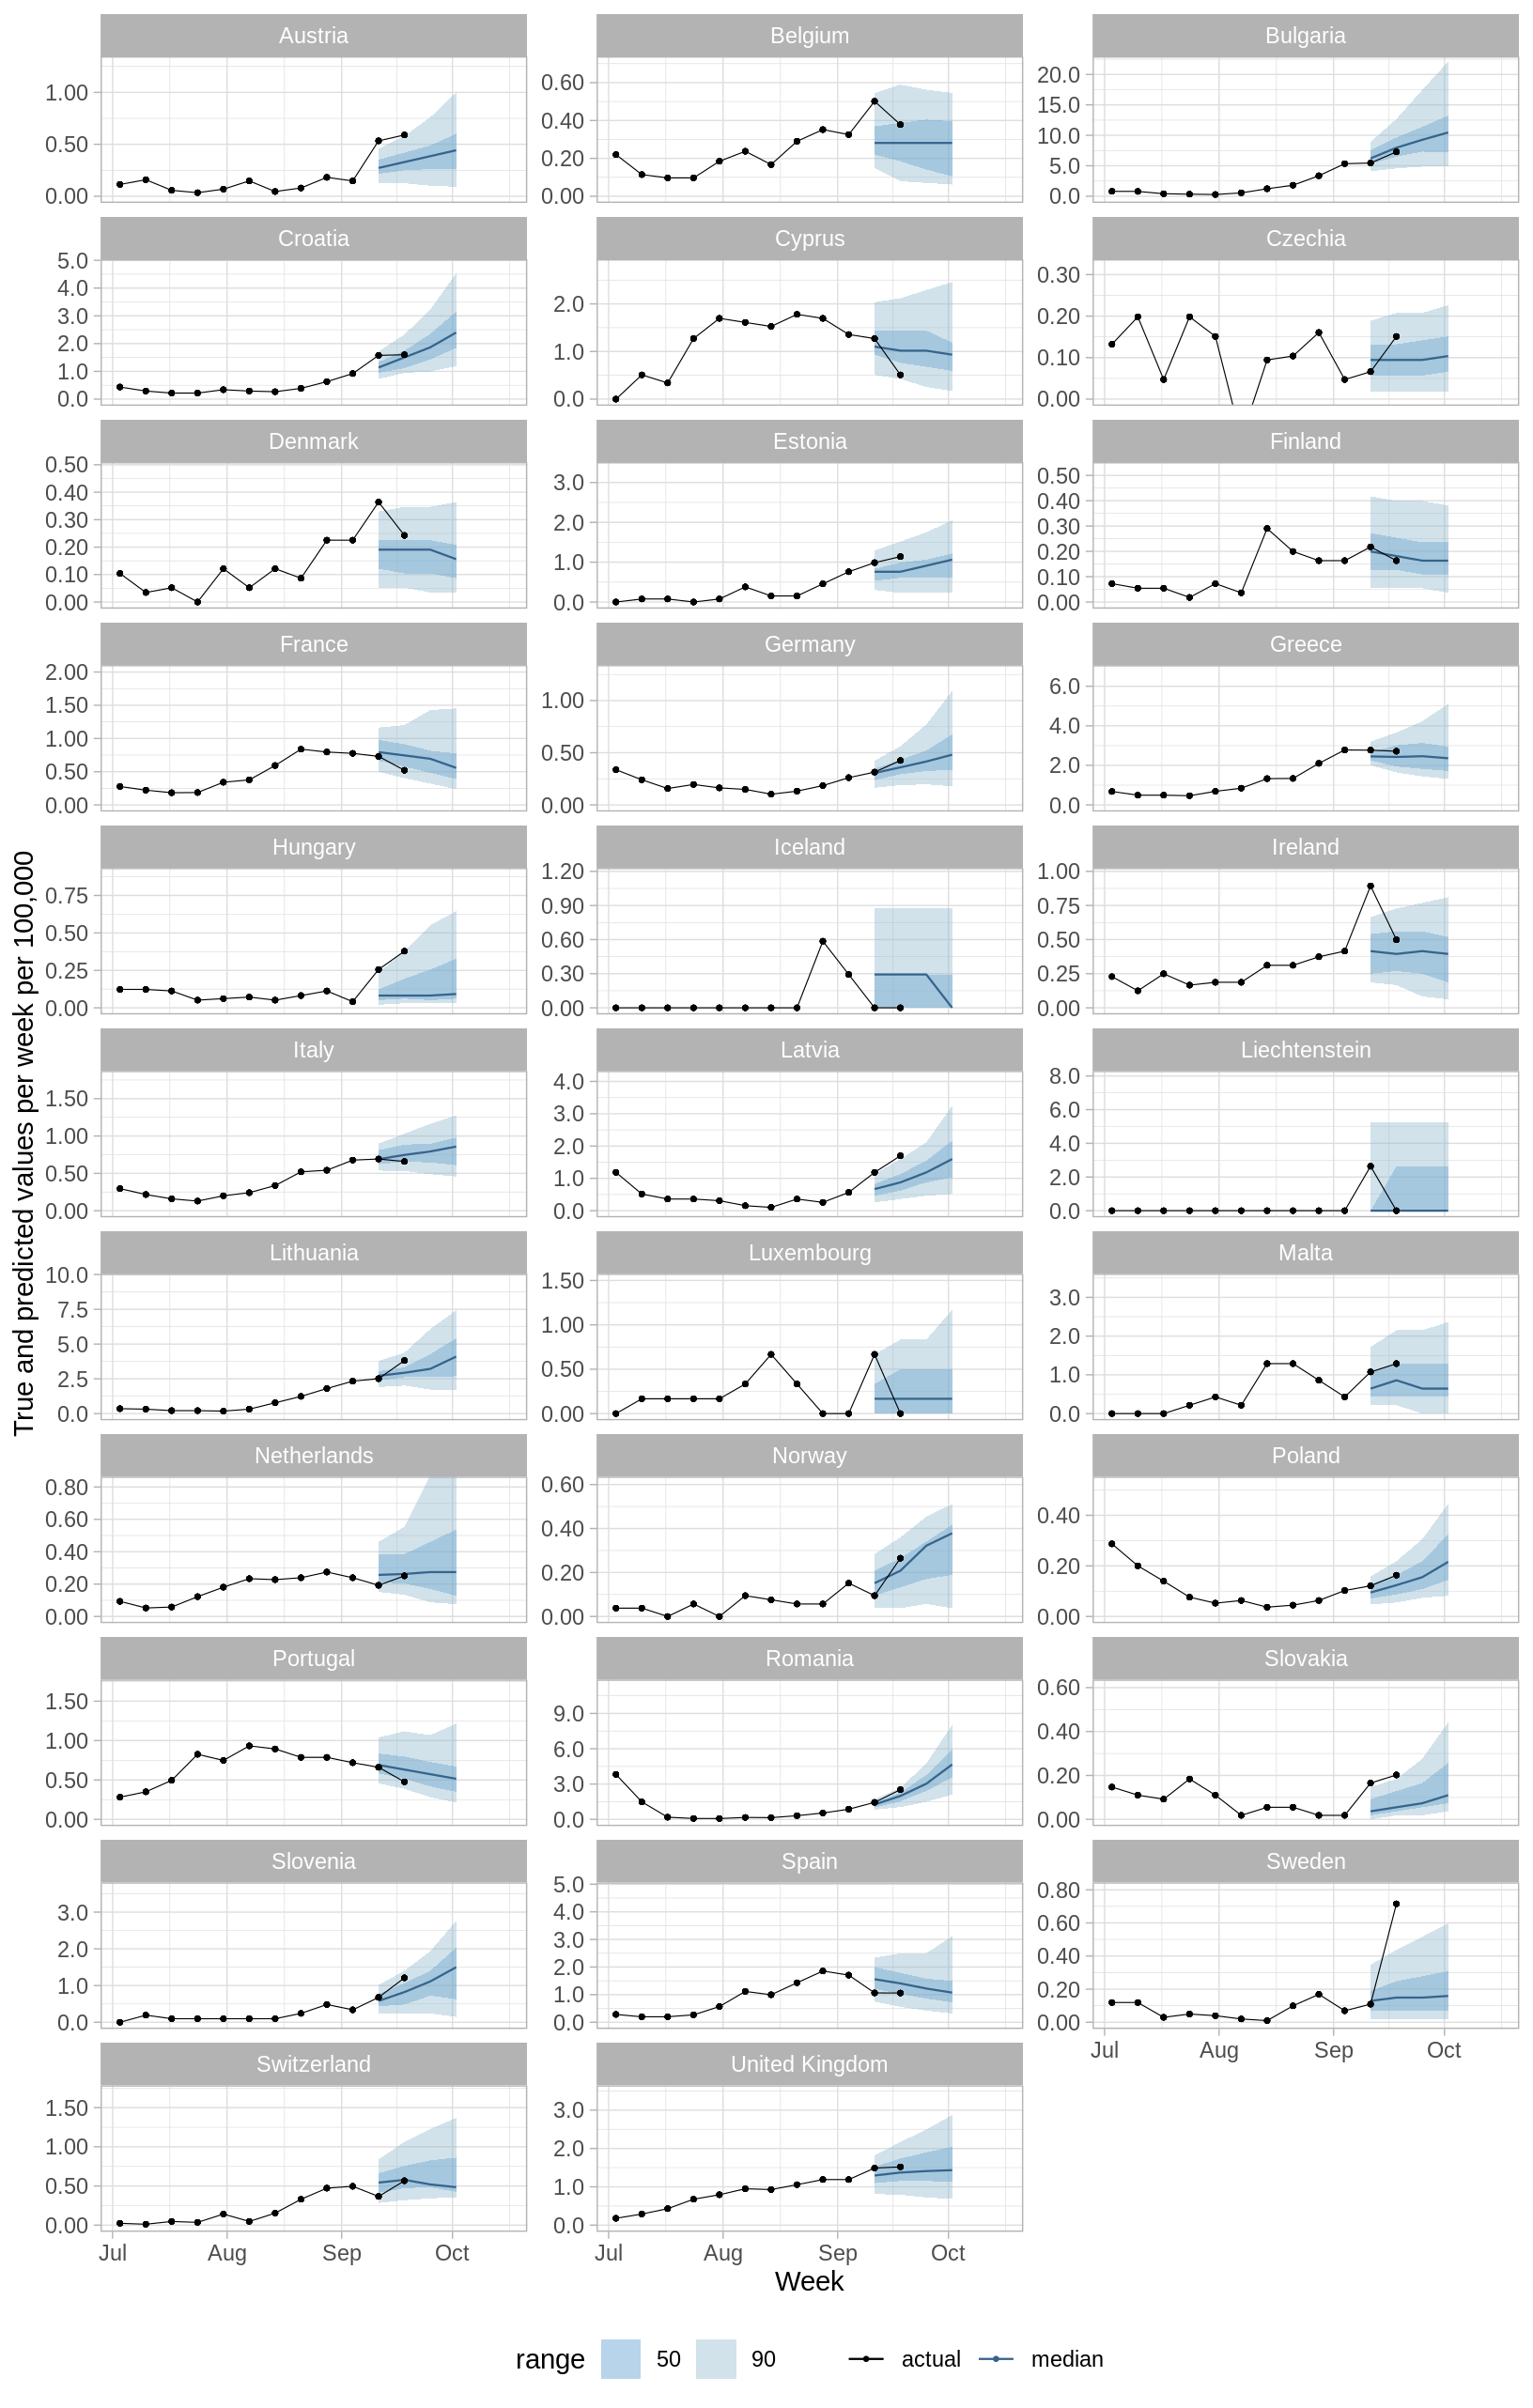 Austria Belgium Bulgaria
1.00 0.50 0.00
0.60 0.40 0.20 0.00
20.0 15.0 10.0 5.0 0.0
Croatia Cyprus Czechia
5.0 4.0 3.0 2.0 1.0 0.0
2.0 1.0 0.0
0.30 0.20 0.10 0.00
Denmark Estonia Finland
0.50 0.40 0.30 0.20 0.10 0.00
3.0 2.0 1.0 0.0
0.50 0.40 0.30 0.20 0.10 0.00
France Germany Greece
2.00 1.50 1.00 0.50 0.00
1.00 0.50 0.00
6.0 4.0 2.0 0.0
Hungary Iceland Ireland
0.75 0.50 0.25 0.00
1.20 0.90 0.60 0.30 0.00
1.00 0.75 0.50 0.25 0.00
Italy Latvia Liechtenstein
1.50 1.00 0.50 0.00
4.0 3.0 2.0 1.0 0.0
8.0 6.0 4.0 2.0 0.0
Lithuania Luxembourg Malta
10.0 7.5 5.0 2.5 0.0
1.50 1.00 0.50 0.00
3.0 2.0 1.0 0.0
Netherlands Norway Poland
0.80 0.60 0.40 0.20 0.00
0.60 0.40 0.20 0.00
0.40 0.20 0.00
Portugal Romania Slovakia
1.50 1.00 0.50 0.00
9.0 6.0 3.0 0.0
0.60 0.40 0.20 0.00
Slovenia Spain Sweden
3.0 2.0 1.0 0.0
5.0 4.0 3.0 2.0 1.0 0.0
0.80 0.60 0.40 0.20 0.00
Jul Aug Sep Oct
Switzerland United Kingdom
1.50 1.00 0.50 0.00
3.0 2.0 1.0 0.0
Jul Aug Sep Oct Jul Aug Sep Oct
Week
True and predicted values per week per 100,000
range 50 90 actual median